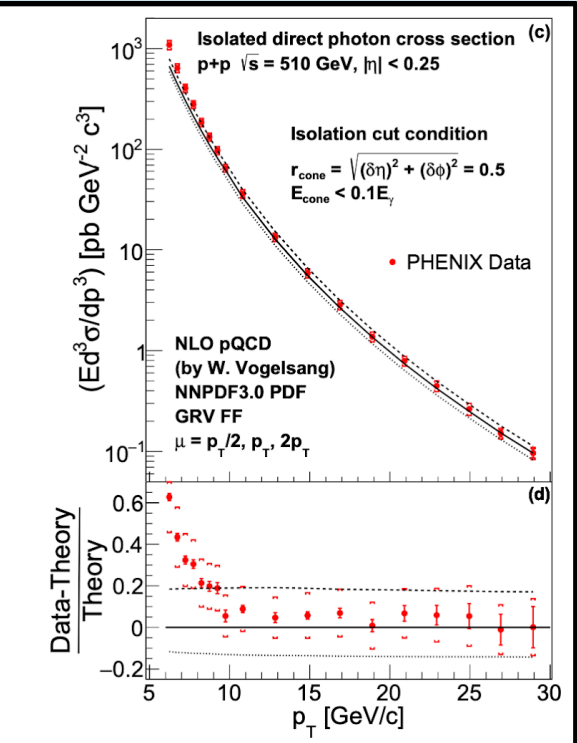 (c)
Isolated direct photon cross section
p+p √s = 510 GeV, |η| < 0.25
Isolation cut condition
r_cone = √(δη)² + (δϕ)² = 0.5
E_cone < 0.1E_γ
PHENIX Data
NLO pQCD
(by W. Vogelsang)
NNPDF3.0 PDF
GRV FF
μ = p_T/2, p_T, 2p_T
(Ed³σ/dp³) [pb GeV⁻² c³]
10³
10²
10
1
10⁻¹
(d)
Data-Theory
Theory
0.6
0.4
0.2
0
−0.2
5 10 15 20 25 30
p_T [GeV/c]